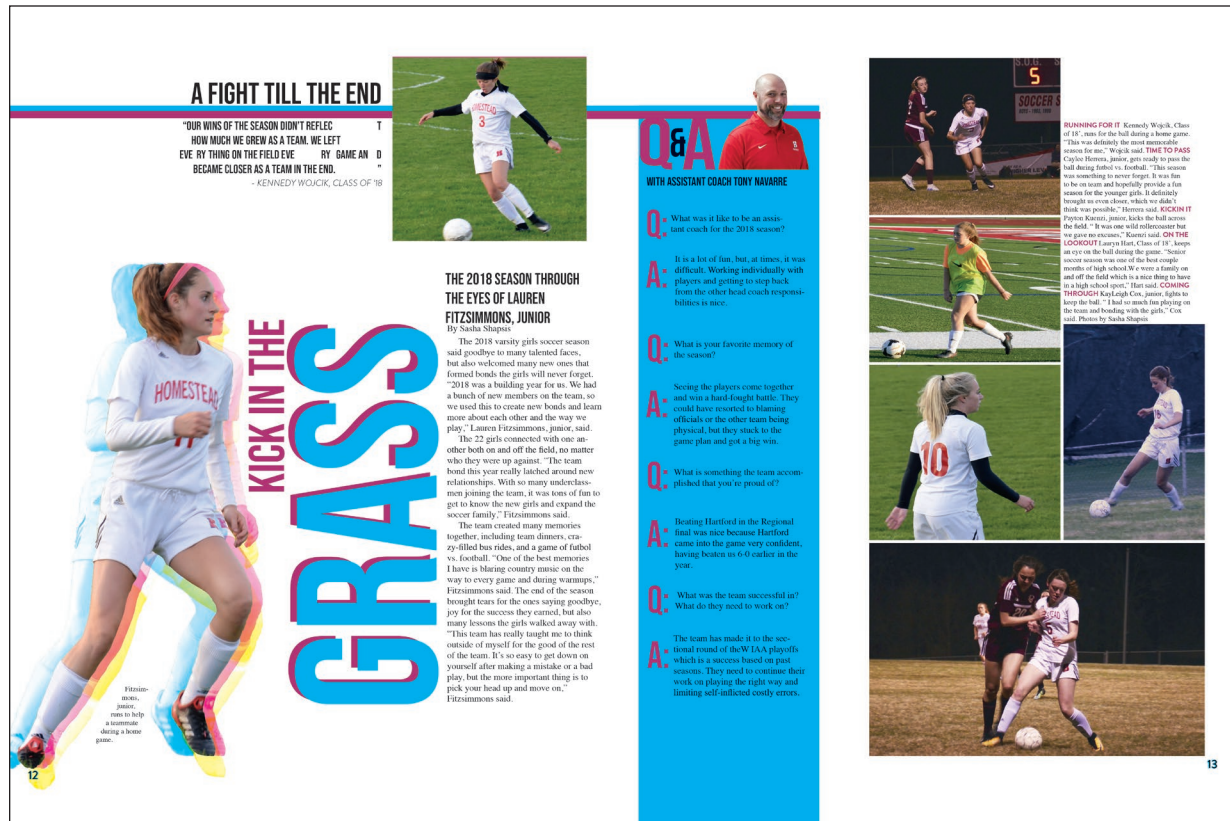 A FIGHT TILL THE END
"OUR WINS OF THE SEASON DIDN'T REFLEC T
HOW MUCH WE GREW AS A TEAM. WE LEFT
EVE RY THING ON THE FIELD EVE RY GAME AN D
BECAME CLOSER AS A TEAM IN THE END. "
- KENNEDY WOJCIK, CLASS OF '18
HOMESTEAD
3
HOMESTEAD
KICK IN THE
GRASS
THE 2018 SEASON THROUGH
THE EYES OF LAUREN
FITZSIMMONS, JUNIOR
By Sasha Shapsis
The 2018 varsity girls soccer season
said goodbye to many talented faces,
but also welcomed many new ones that
formed bonds the girls will never forget.
"2018 was a building year for us. We had
a bunch of new members on the team, so
we used this to create new bonds and learn
more about each other and the way we
play," Lauren Fitzsimmons, junior, said.
The 22 girls connected with one an-
other both on and off the field, no matter
who they were up against. "The team
bond this year really latched around new
relationships. With so many underclass-
men joining the team, it was tons of fun to
get to know the new girls and expand the
soccer family," Fitzsimmons said.
The team created many memories
together, including team dinners, cra-
zy-filled bus rides, and a game of futbol
vs. football. "One of the best memories
I have is blaring country music on the
way to every game and during warmups,"
Fitzsimmons said. The end of the season
brought tears for the ones saying goodbye,
joy for the success they earned, but also
many lessons the girls walked away with.
"This team has really taught me to think
outside of myself for the good of the rest
of the team. It's so easy to get down on
yourself after making a mistake or a bad
play, but the more important thing is to
pick your head up and move on,"
Fitzsimmons said.
Fitzsim-
mons,
junior,
runs to help
a teammate
during a home
game.
12
Q&A
WITH ASSISTANT COACH TONY NAVARRE
Q: What was it like to be an assis-
tant coach for the 2018 season?
A: It is a lot of fun, but, at times, it was
difficult. Working individually with
players and getting to step back
from the other head coach responsi-
bilities is nice.
Q: What is your favorite memory of
the season?
A: Seeing the players come together
and win a hard-fought battle. They
could have resorted to blaming
officials or the other team being
physical, but they stuck to the
game plan and got a big win.
Q: What is something the team accom-
plished that you're proud of?
A: Beating Hartford in the Regional
final was nice because Hartford
came into the game very confident,
having beaten us 6-0 earlier in the
year.
Q: What was the team successful in?
What do they need to work on?
A: The team has made it to the sec-
tional round of theW IAA playoffs
which is a success based on past
seasons. They need to continue their
work on playing the right way and
limiting self-inflicted costly errors.
S.O.G.
5
SOCCER
10
RUNNING FOR IT Kennedy Wojcik, Class
of 18', runs for the ball during a home game.
"This was definitely the most memorable
season for me," Wojcik said. TIME TO PASS
Caylee Herrera, junior, gets ready to pass the
ball during futbol vs. football. "This season
was something to never forget. It was fun
to be on team and hopefully provide a fun
season for the younger girls. It definitely
brought us even closer, which we didn't
think was possible," Herrera said. KICKIN IT
Payton Kuenzi, junior, kicks the ball across
the field. " It was one wild rollercoaster but
we gave no excuses," Kuenzi said. ON THE
LOOKOUT Lauryn Hart, Class of 18', keeps
an eye on the ball during the game. "Senior
soccer season was one of the best couple
months of high school.We were a family on
and off the field which is a nice thing to have
in a high school sport," Hart said. COMING
THROUGH KayLeigh Cox, junior, fights to
keep the ball. " I had so much fun playing on
the team and bonding with the girls," Cox
said. Photos by Sasha Shapsis
13